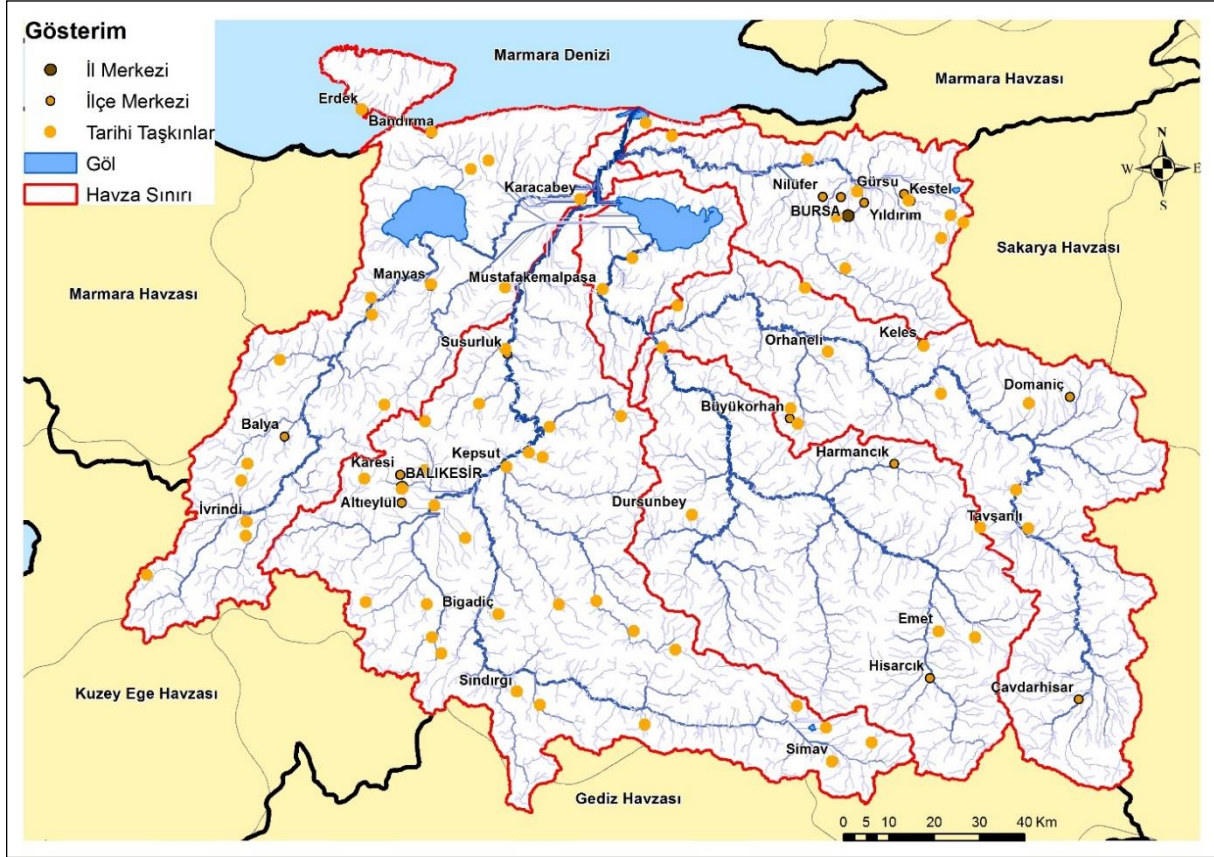 Gösterim
İl Merkezi
İlçe Merkezi
Tarihi Taşkınlar
Göl
Havza Sınırı
Marmara Denizi
Marmara Havzası
Erdek
Bandırma
N
W E
S
Karacabey
Nilüfer
Gürsu
Kestel
BURSA
Yıldırım
Sakarya Havzası
Marmara Havzası
Manyas
Mustafakemalpaşa
Susurluk
Orhaneli
Keles
Domaniç
Balya
Büyükorhan
Karesi
BALIKESİR
Kepsut
Harmancık
Altıeylül
İvrindi
Dursunbey
Tavşanlı
Bigadiç
Emet
Hisarcık
Kuzey Ege Havzası
Sındırgı
Çavdarhisar
Simav
Gediz Havzası
0 5 10 20 30 40 Km